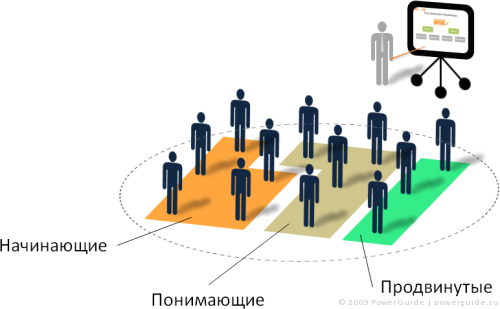 Начинающие
Понимающие
Продвинутые
© 2009 PowerGuide | powerguide.ru